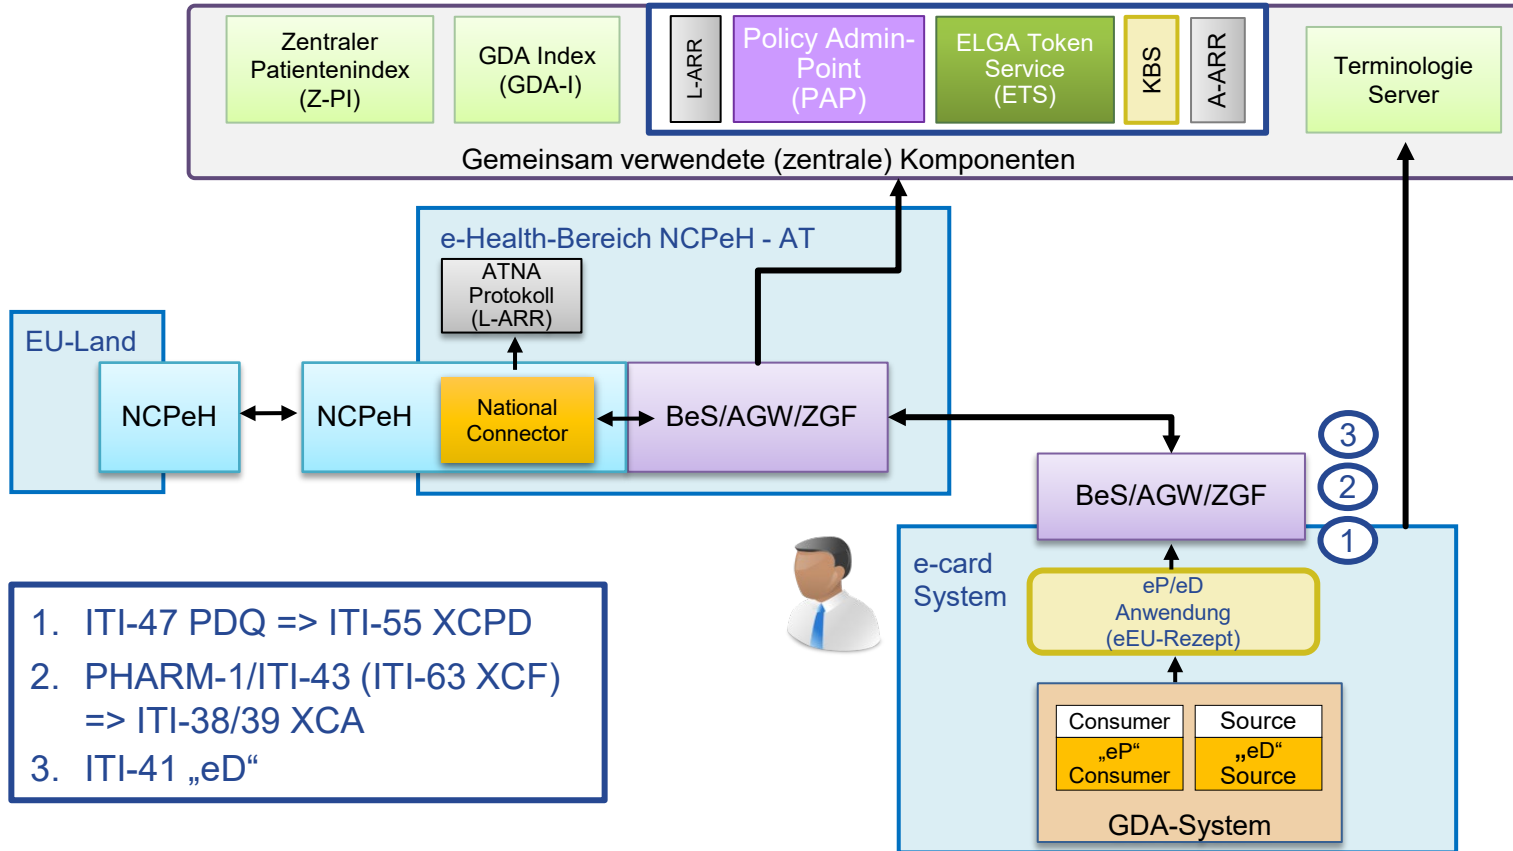 Zentraler
Patientenindex
(Z-PI)
GDA Index
(GDA-I)
L-ARR
Policy Admin-
Point
(PAP)
ELGA Token
Service
(ETS)
KBS
A-ARR
Terminologie
Server
Gemeinsam verwendete (zentrale) Komponenten
e-Health-Bereich NCPeH - AT
ATNA
Protokoll
(L-ARR)
EU-Land
NCPeH
NCPeH
National
Connector
BeS/AGW/ZGF
BeS/AGW/ZGF
3
2
1
e-card
System
eP/eD
Anwendung
(eEU-Rezept)
Consumer
„eP“
Consumer
Source
„eD“
Source
GDA-System
1. ITI-47 PDQ => ITI-55 XCPD
2. PHARM-1/ITI-43 (ITI-63 XCF)
=> ITI-38/39 XCA
3. ITI-41 „eD“